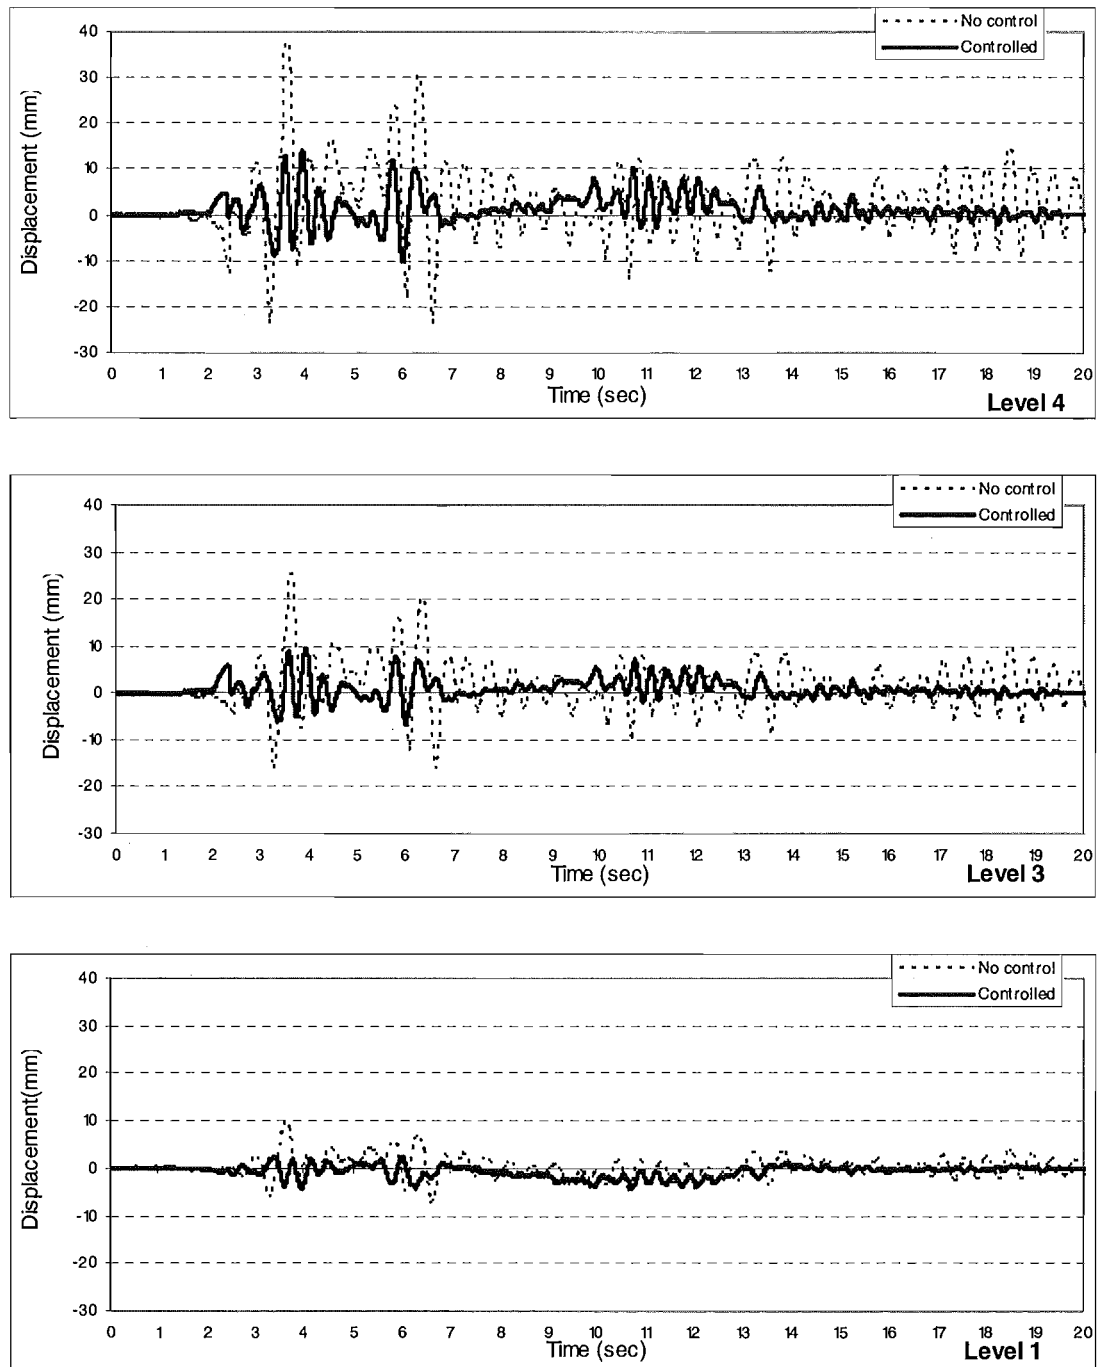 No control
Controlled
40
30
20
10
0
-10
-20
-30
Displacement (mm)
0 1 2 3 4 5 6 7 8 9 10 11 12 13 14 15 16 17 18 19 20
Time (sec)
Level 4
No control
Controlled
40
30
20
10
0
-10
-20
-30
Displacement (mm)
0 1 2 3 4 5 6 7 8 9 10 11 12 13 14 15 16 17 18 19 20
Time (sec)
Level 3
No control
Controlled
40
30
20
10
0
-10
-20
-30
Displacement(mm)
0 1 2 3 4 5 6 7 8 9 10 11 12 13 14 15 16 17 18 19 20
Time (sec)
Level 1